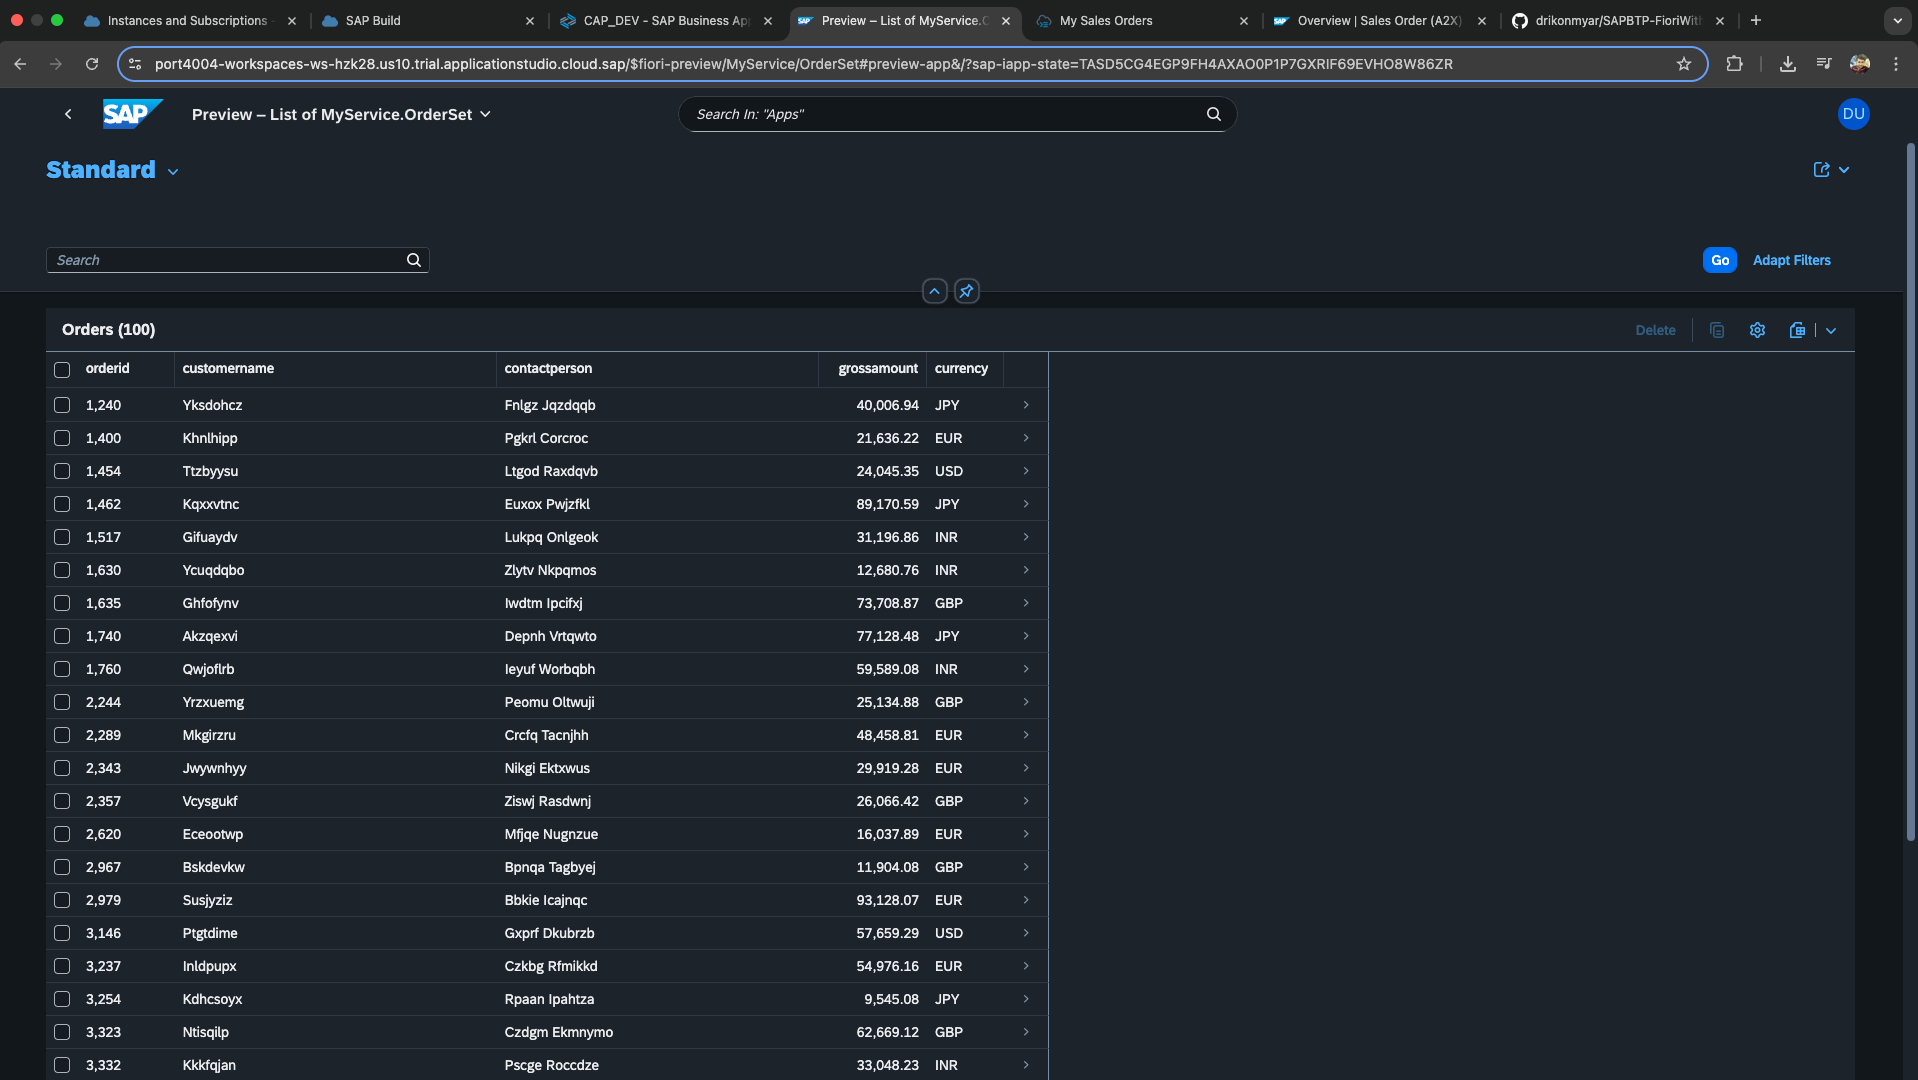 Instances and Subscriptions
SAP Build
CAP_DEV - SAP Business App
Preview – List of MyService.O
My Sales Orders
Overview | Sales Order (A2X)
drikonmyar/SAPBTP-FioriWith
port4004-workspaces-ws-hzk28.us10.trial.applicationstudio.cloud.sap/$fiori-preview/MyService/OrderSet#preview-app&/?sap-iapp-state=TASD5CG4EGP9FH4AXAO0P1P7GXRIF69EVHO8W86ZR
SAP
Preview – List of MyService.OrderSet
Search In: "Apps"
DU
Standard
Search
Go
Adapt Filters
Orders (100)
Delete
orderid customername contactperson grossamount currency
1,240 Yksdohcz Fnlgz Jqzdqqb 40,006.94 JPY
1,400 Khnlhipp Pgkrl Corcroc 21,636.22 EUR
1,454 Ttzbyysu Ltgod Raxdqvb 24,045.35 USD
1,462 Kqxxvtnc Euxox Pwjzfkl 89,170.59 JPY
1,517 Gifuaydv Lukpq Onlgeok 31,196.86 INR
1,630 Ycuqdqbo Zlytv Nkpqmos 12,680.76 INR
1,635 Ghfofynv Iwdtm Ipcifxj 73,708.87 GBP
1,740 Akzqexvi Depnh Vrtqwto 77,128.48 JPY
1,760 Qwjoflrb Ieyuf Worbqbh 59,589.08 INR
2,244 Yrzxuemg Peomu Oltwuji 25,134.88 GBP
2,289 Mkgirzru Crcfq Tacnjhh 48,458.81 EUR
2,343 Jwywnhyy Nikgi Ektxwus 29,919.28 EUR
2,357 Vcysgukf Ziswj Rasdwnj 26,066.42 GBP
2,620 Eceootwp Mfjqe Nugnzue 16,037.89 EUR
2,967 Bskdevkw Bpnqa Tagbyej 11,904.08 GBP
2,979 Susjyziz Bbkie Icajnqc 93,128.07 EUR
3,146 Ptgtdime Gxprf Dkubrzb 57,659.29 USD
3,237 Inldpupx Czkbg Rfmikkd 54,976.16 EUR
3,254 Kdhcsoyx Rpaan Ipahtza 9,545.08 JPY
3,323 Ntisqilp Czdgm Ekmnymo 62,669.12 GBP
3,332 Kkkfqjan Pscge Roccdze 33,048.23 INR